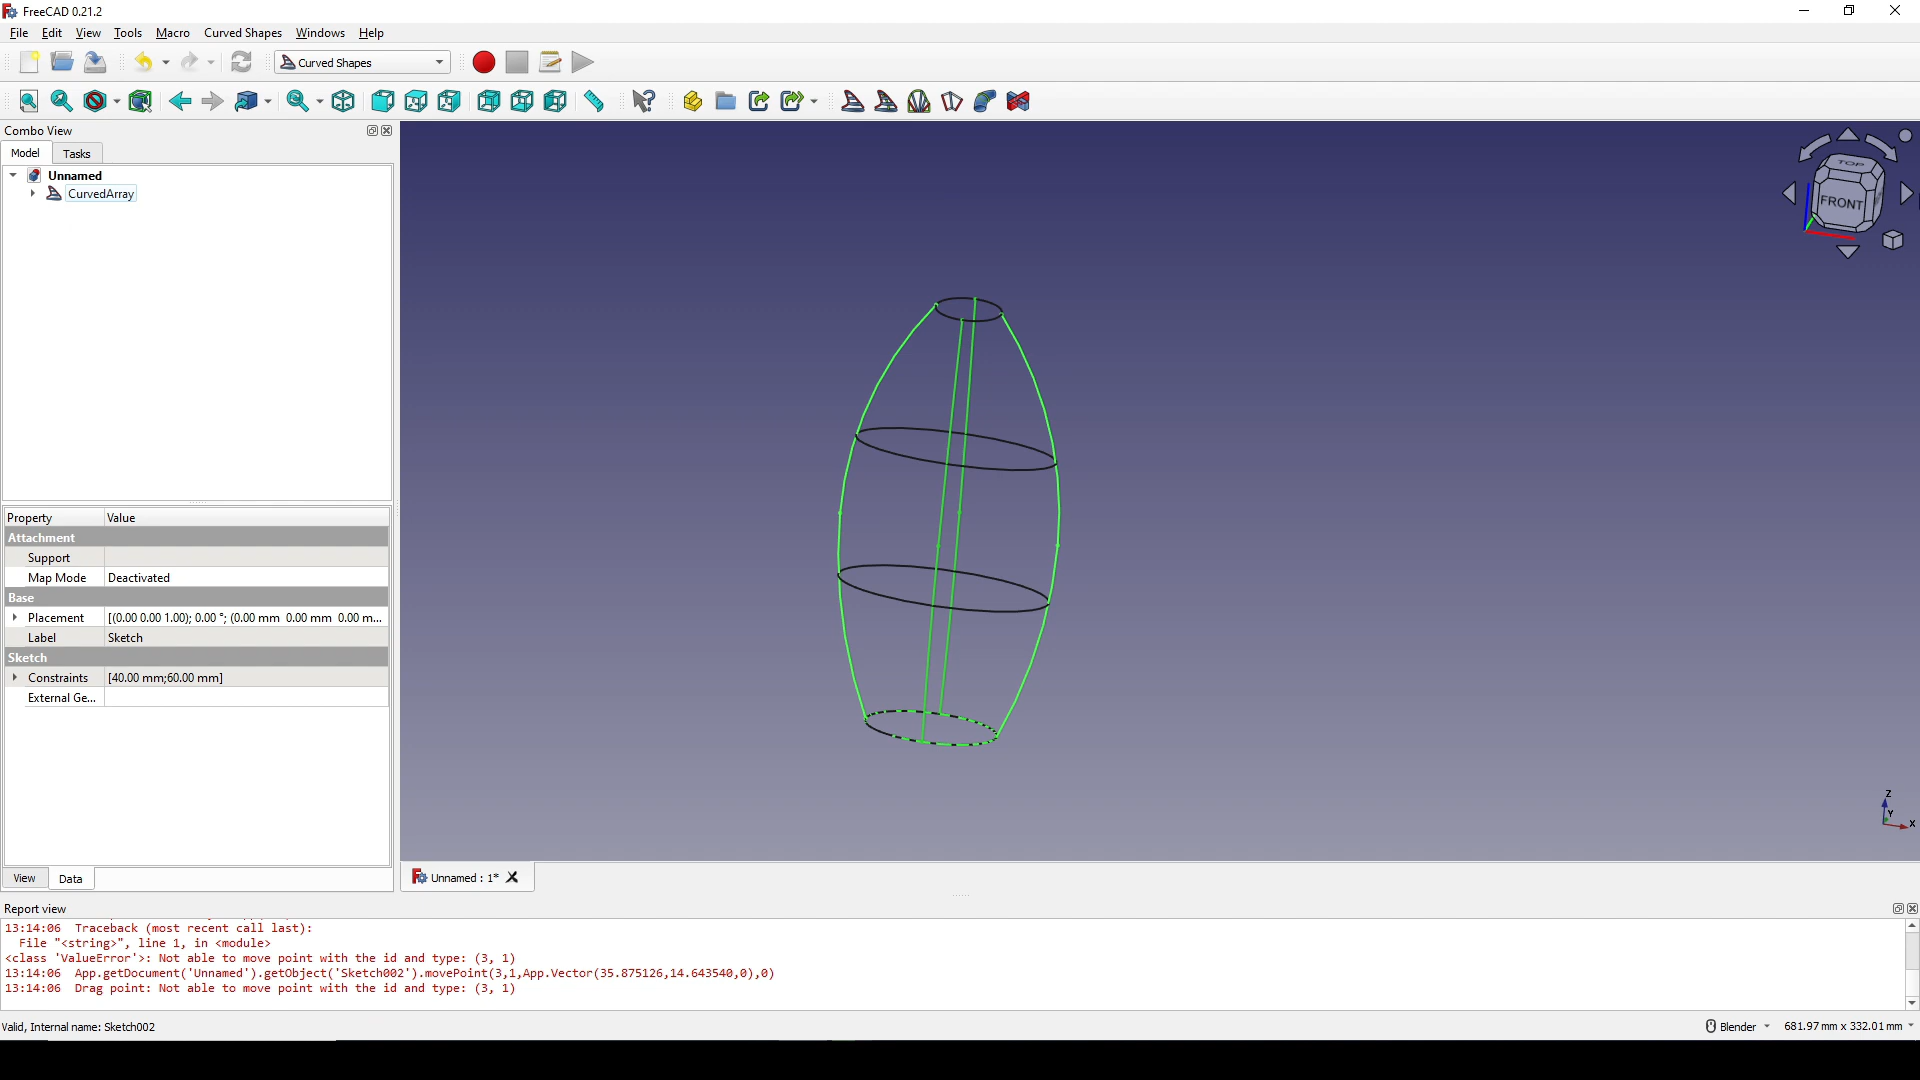 FreeCAD 0.21.2
File Edit View Tools Macro Curved Shapes Windows Help
Curved Shapes
Combo View
Model Tasks
Unnamed
CurvedArray
Property Value
Attachment
Support
Map Mode Deactivated
Base
Placement [(0.00 0.00 1.00); 0.00 °; (0.00 mm 0.00 mm 0.00 m...
Label Sketch
Sketch
Constraints [40.00 mm;60.00 mm]
External Ge...
View Data
TOP
FRONT
Z
Y
X
Unnamed : 1*
Report view
13:14:06 Traceback (most recent call last):
File "<string>", line 1, in <module>
<class 'ValueError'>: Not able to move point with the id and type: (3, 1)
13:14:06 App.getDocument('Unnamed').getObject('Sketch002').movePoint(3,1,App.Vector(35.875126,14.643540,0),0)
13:14:06 Drag point: Not able to move point with the id and type: (3, 1)
Valid, Internal name: Sketch002
Blender 681.97 mm x 332.01 mm